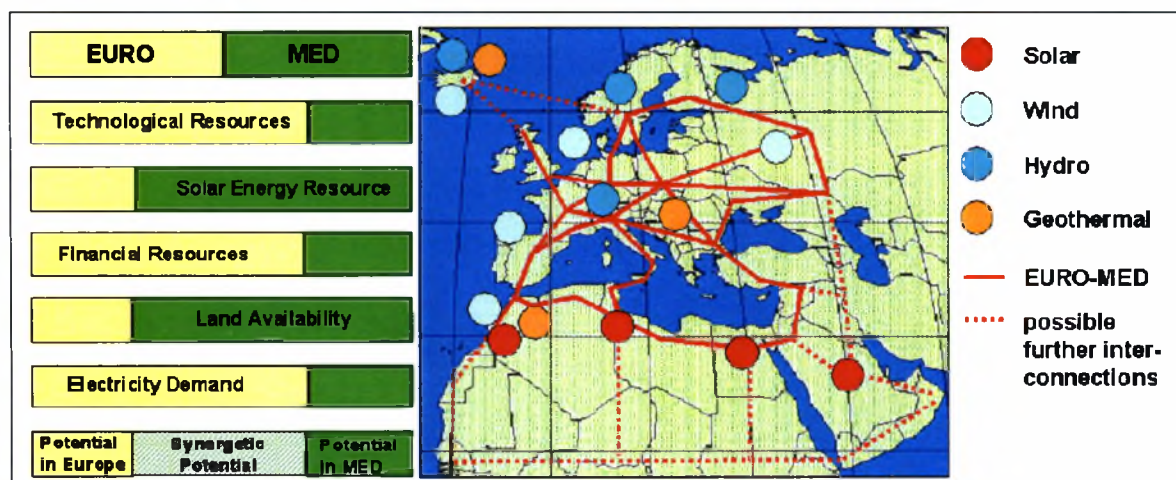 EURO MED
Technological Resources
Solar Energy Resource
Financial Resources
Land Availability
Electricity Demand
Potential
in Europe
Synergetic
Potential
Potential
in MED
Solar
Wind
Hydro
Geothermal
EURO-MED
possible
further inter-
connections